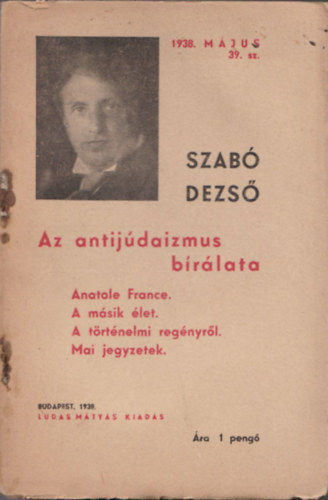 1938. MÁJUS
39. sz.
SZABÓ
DEZSŐ
Az antijúdaizmus
bírálata
Anatole France.
A másik élet.
A történelmi regényről.
Mai jegyzetek.
BUDAPEST, 1938.
LUDAS MÁTYÁS KIADÁS
Ára 1 pengő